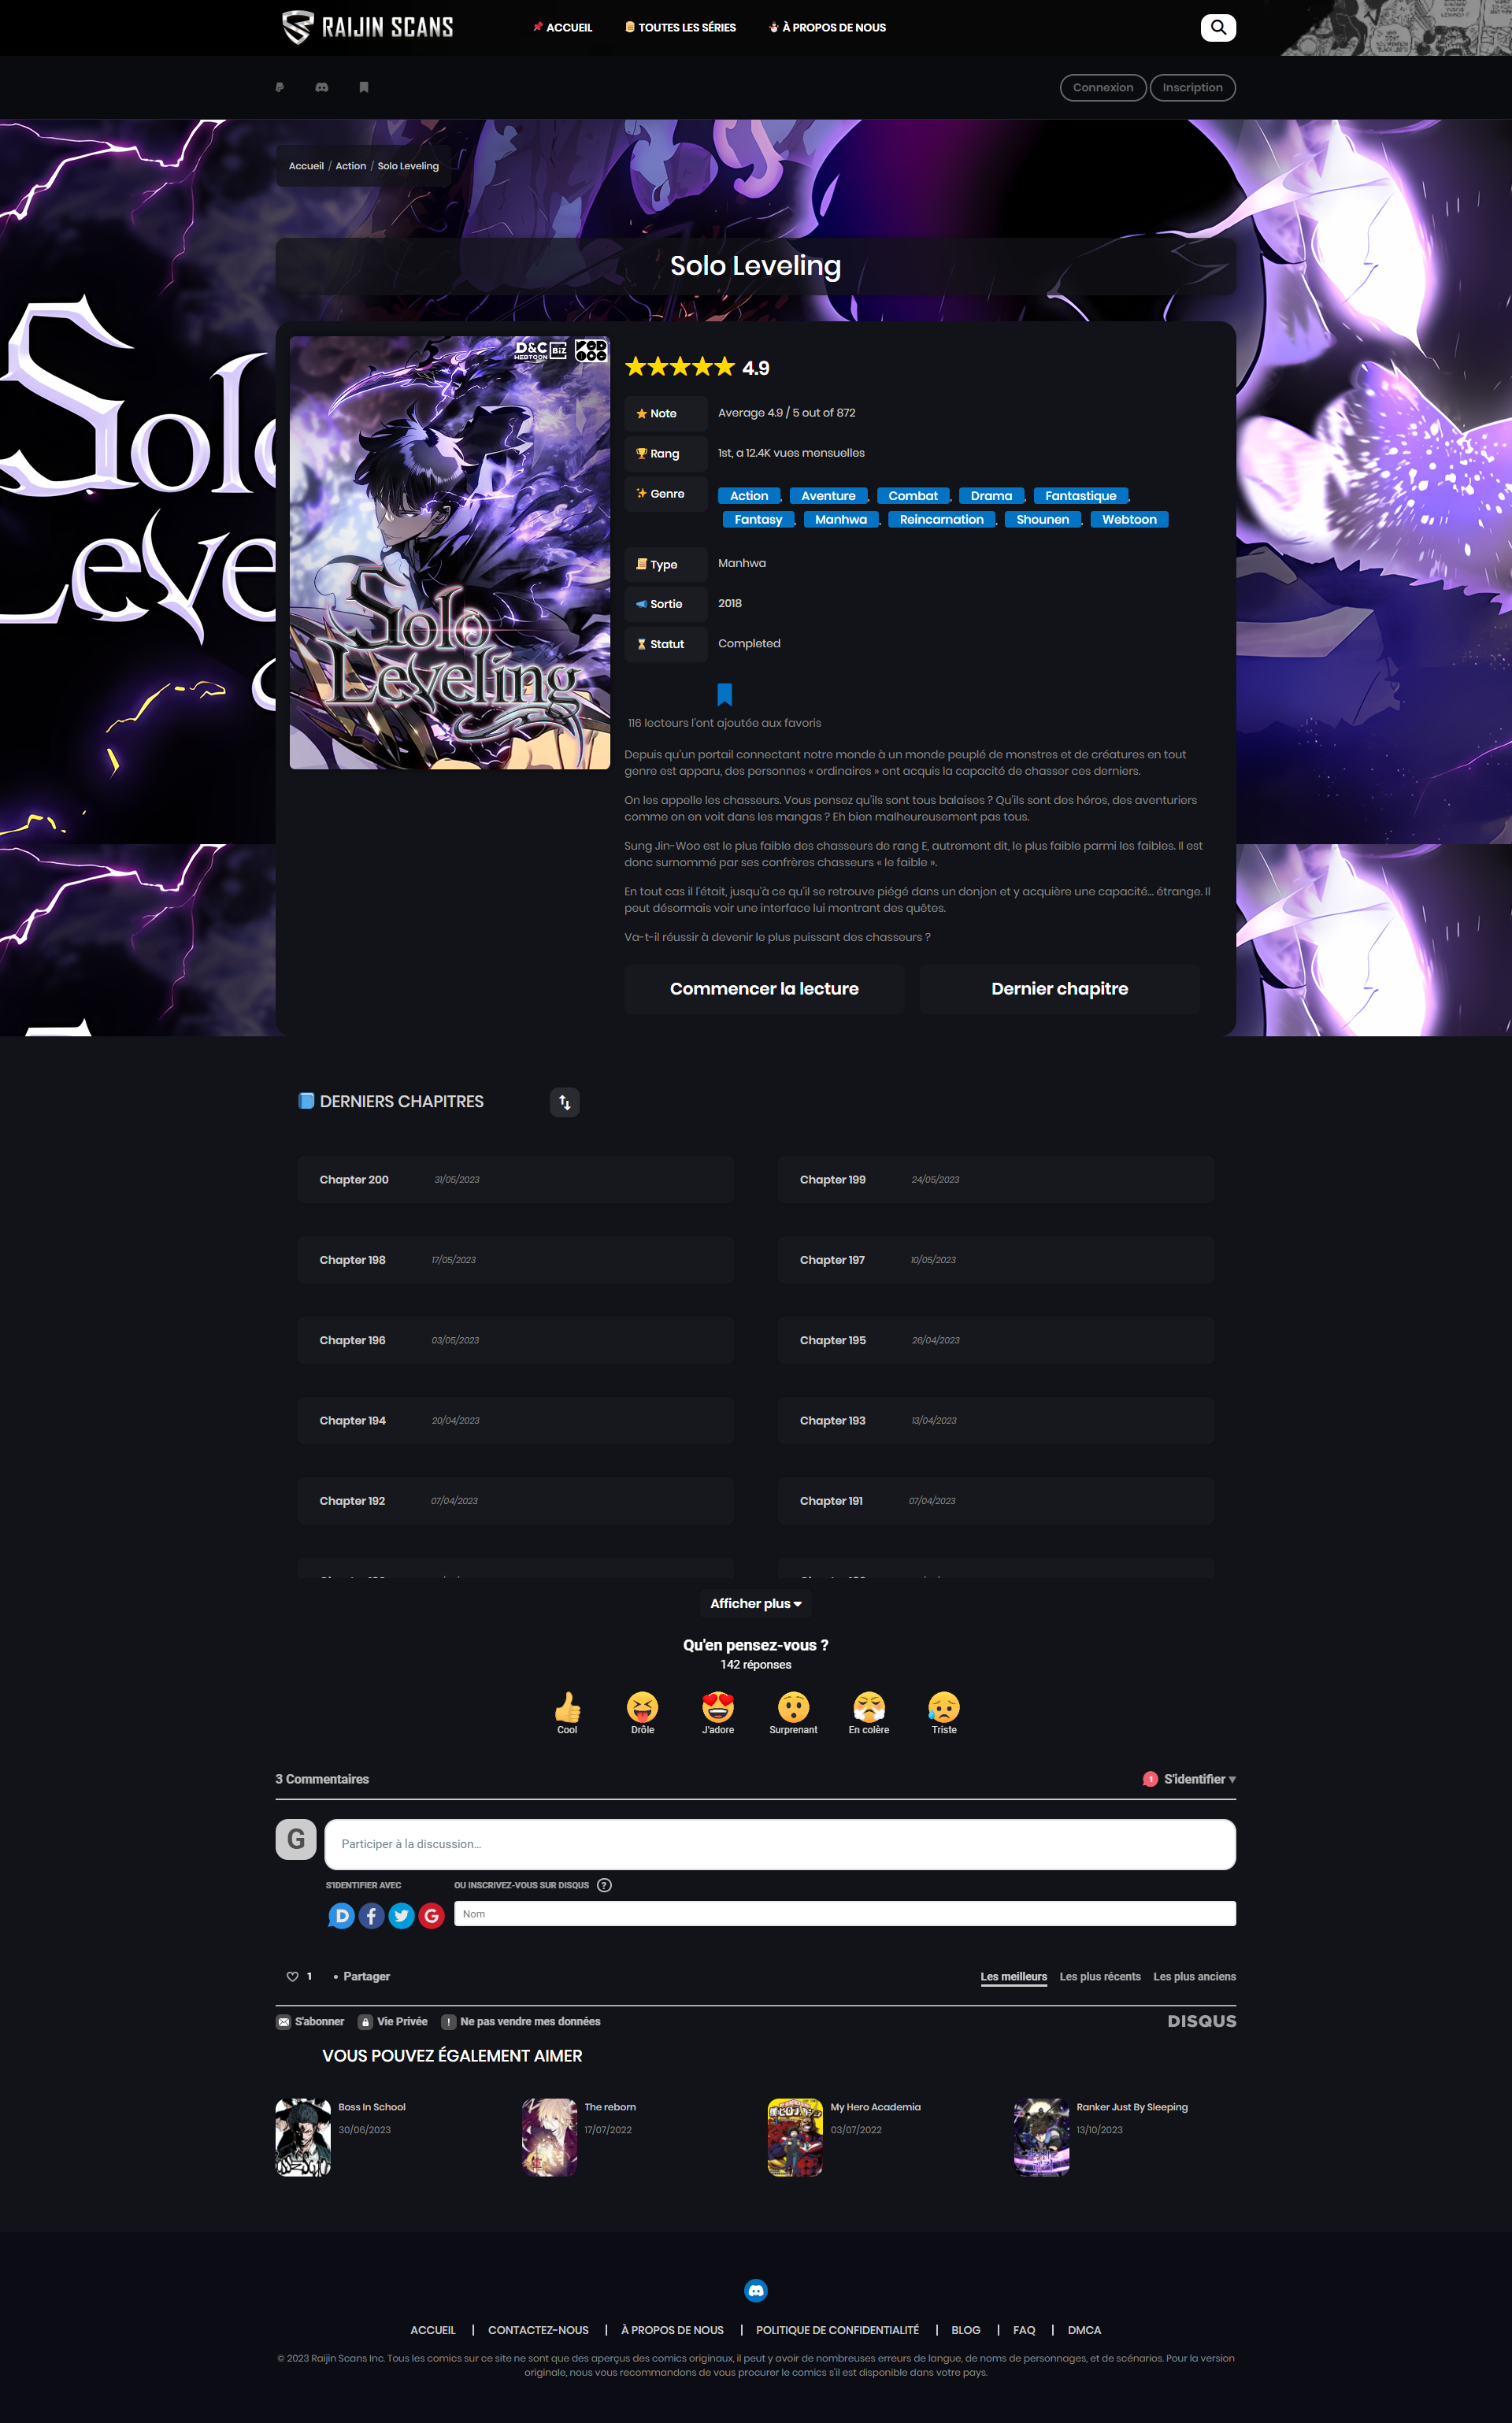 RAIJIN SCANS
ACCUEIL
TOUTES LES SÉRIES
À PROPOS DE NOUS
Connexion
Inscription
Accueil / Action / Solo Leveling
Solo Leveling
D&C
WEBTOON BIZ
Solo
Leveling
4.9
Note
Average 4.9 / 5 out of 872
Rang
1st, a 12.4K vues mensuelles
Genre
Action, Aventure, Combat, Drama, Fantastique,
Fantasy, Manhwa, Reincarnation, Shounen, Webtoon
Type
Manhwa
Sortie
2018
Statut
Completed
116 lecteurs l'ont ajoutée aux favoris
Depuis qu'un portail connectant notre monde à un monde peuplé de monstres et de créatures en tout
genre est apparu, des personnes « ordinaires » ont acquis la capacité de chasser ces derniers.
On les appelle les chasseurs. Vous pensez qu'ils sont tous balaises ? Qu'ils sont des héros, des aventuriers
comme on en voit dans les mangas ? Eh bien malheureusement pas tous.
Sung Jin-Woo est le plus faible des chasseurs de rang E, autrement dit, le plus faible parmi les faibles. Il est
donc surnommé par ses confrères chasseurs « le faible ».
En tout cas il l'était, jusqu'à ce qu'il se retrouve piégé dans un donjon et y acquière une capacité... étrange. Il
peut désormais voir une interface lui montrant des quêtes.
Va-t-il réussir à devenir le plus puissant des chasseurs ?
Commencer la lecture
Dernier chapitre
DERNIERS CHAPITRES
Chapter 200 31/05/2023
Chapter 199 24/05/2023
Chapter 198 17/05/2023
Chapter 197 10/05/2023
Chapter 196 03/05/2023
Chapter 195 26/04/2023
Chapter 194 20/04/2023
Chapter 193 13/04/2023
Chapter 192 07/04/2023
Chapter 191 07/04/2023
Afficher plus
Qu'en pensez-vous ?
142 réponses
Cool
Drôle
J'adore
Surprenant
En colère
Triste
3 Commentaires
1 S'identifier
G
Participer à la discussion...
S'IDENTIFIER AVEC
OU INSCRIVEZ-VOUS SUR DISQUS ?
D f G
Nom
1 • Partager
Les meilleurs
Les plus récents
Les plus anciens
S'abonner
Vie Privée
! Ne pas vendre mes données
DISQUS
VOUS POUVEZ ÉGALEMENT AIMER
Boss In School
30/06/2023
The reborn
17/07/2022
My Hero Academia
03/07/2022
Ranker Just By Sleeping
13/10/2023
ACCUEIL | CONTACTEZ-NOUS | À PROPOS DE NOUS | POLITIQUE DE CONFIDENTIALITÉ | BLOG | FAQ | DMCA
© 2023 Raijin Scans Inc. Tous les comics sur ce site ne sont que des aperçus des comics originaux, il peut y avoir de nombreuses erreurs de langue, de noms de personnages, et de scénarios. Pour la version
originale, nous vous recommandons de vous procurer le comics s'il est disponible dans votre pays.